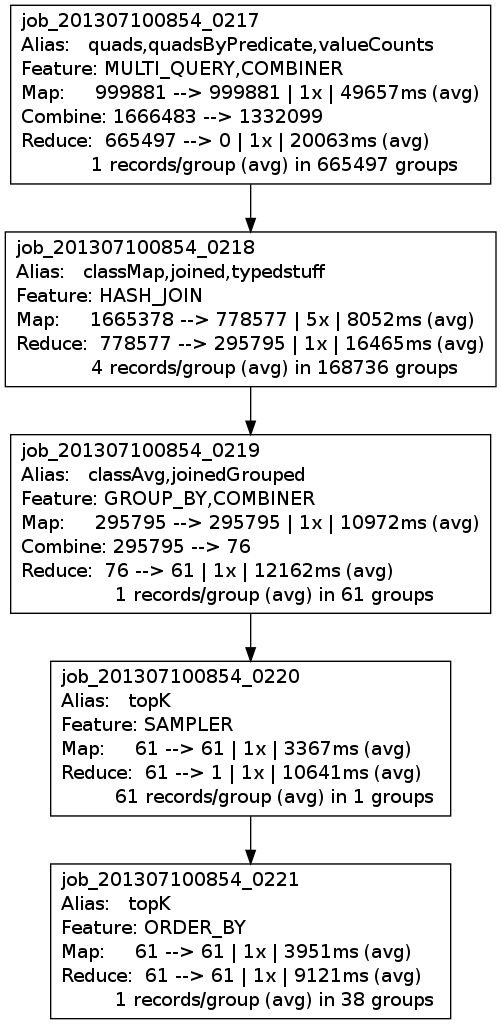 job_201307100854_0217
Alias: quads,quadsByPredicate,valueCounts
Feature: MULTI_QUERY,COMBINER
Map: 999881 --> 999881 | 1x | 49657ms (avg)
Combine: 1666483 --> 1332099
Reduce: 665497 --> 0 | 1x | 20063ms (avg)
1 records/group (avg) in 665497 groups
job_201307100854_0218
Alias: classMap,joined,typedstuff
Feature: HASH_JOIN
Map: 1665378 --> 778577 | 5x | 8052ms (avg)
Reduce: 778577 --> 295795 | 1x | 16465ms (avg)
4 records/group (avg) in 168736 groups
job_201307100854_0219
Alias: classAvg,joinedGrouped
Feature: GROUP_BY,COMBINER
Map: 295795 --> 295795 | 1x | 10972ms (avg)
Combine: 295795 --> 76
Reduce: 76 --> 61 | 1x | 12162ms (avg)
1 records/group (avg) in 61 groups
job_201307100854_0220
Alias: topK
Feature: SAMPLER
Map: 61 --> 61 | 1x | 3367ms (avg)
Reduce: 61 --> 1 | 1x | 10641ms (avg)
61 records/group (avg) in 1 groups
job_201307100854_0221
Alias: topK
Feature: ORDER_BY
Map: 61 --> 61 | 1x | 3951ms (avg)
Reduce: 61 --> 61 | 1x | 9121ms (avg)
1 records/group (avg) in 38 groups